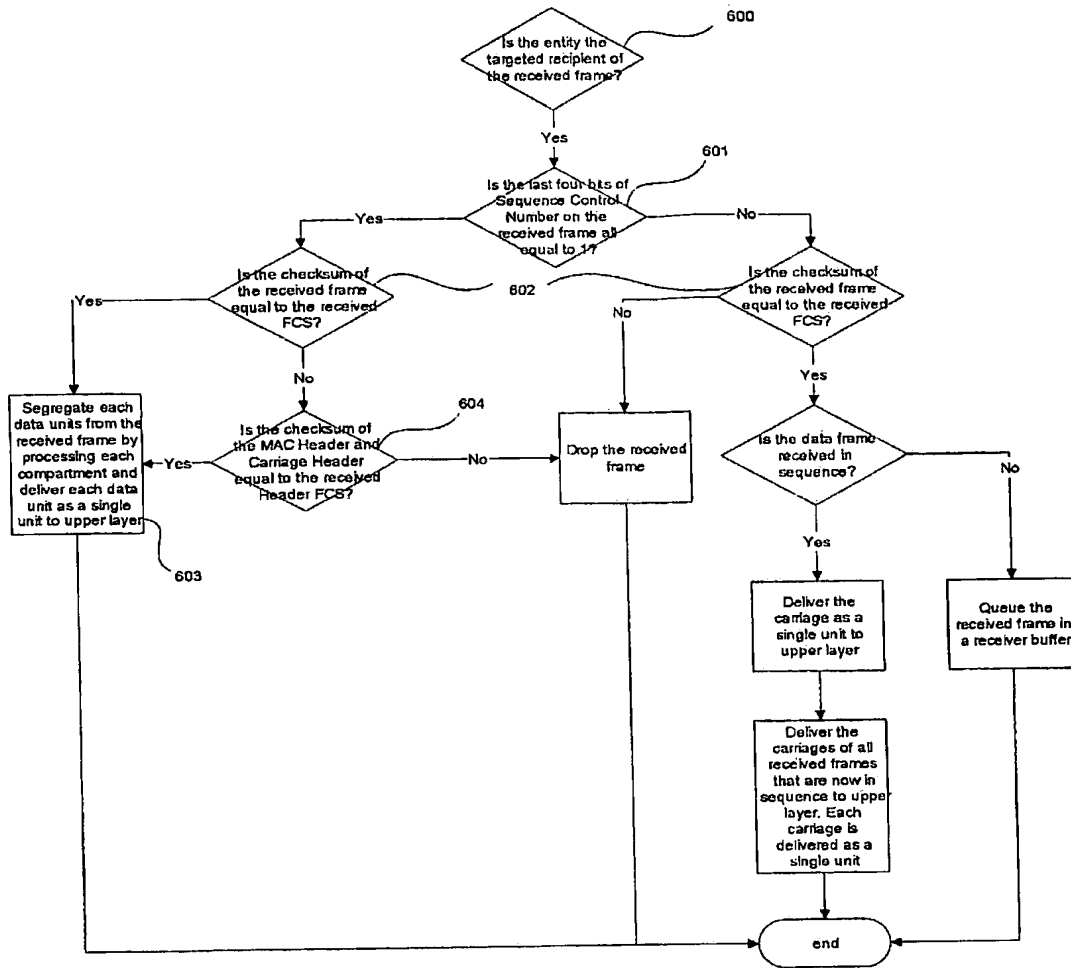 600
Is the entity the
targeted recipient of
the received frame?
Yes
601
Is the last four bits of
Sequence Control
Number on the
received frame all
equal to 1?
Yes
No
Is the checksum of
the received frame
equal to the received
FCS?
602
Is the checksum of
the received frame
equal to the received
FCS?
Yes
No
No
Yes
Segregate each
data units from the
received frame by
processing each
compartment and
deliver each data
unit as a single
unit to upper layer
603
604
Is the checksum of
the MAC Header and
Carriage Header
equal to the received
Header FCS?
Yes
No
Drop the received
frame
Is the data frame
received in
sequence?
No
Yes
Deliver the
carriage as a
single unit to
upper layer
Queue the
received frame in
a receiver buffer
Deliver the
carriages of all
received frames
that are now in
sequence to upper
layer. Each
carriage is
delivered as a
single unit
end